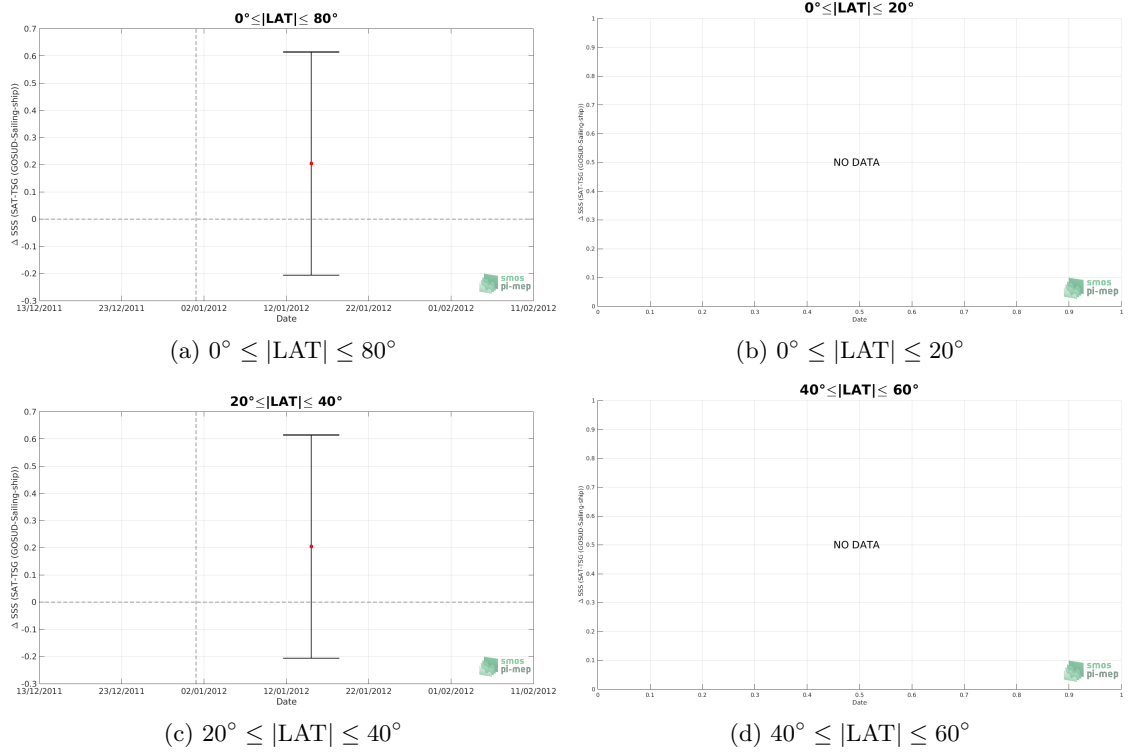 0°≤|LAT|≤ 80°
0.7
0.6
0.5
0.4
0.3
0.2
0.1
0
-0.1
-0.2
-0.3
Δ SSS (SAT-TSG (GOSUD-Sailing-ship))
13/12/2011 23/12/2011 02/01/2012 12/01/2012 22/01/2012 01/02/2012 11/02/2012
Date
smos
pi-mep
(a) 0° ≤ |LAT| ≤ 80°
0°≤|LAT|≤ 20°
1
0.9
0.8
0.7
0.6
0.5
0.4
0.3
0.2
0.1
0
Δ SSS (SAT-TSG (GOSUD-Sailing-ship))
NO DATA
0 0.1 0.2 0.3 0.4 0.5 0.6 0.7 0.8 0.9 1
Date
smos
pi-mep
(b) 0° ≤ |LAT| ≤ 20°
20°≤|LAT|≤ 40°
0.7
0.6
0.5
0.4
0.3
0.2
0.1
0
-0.1
-0.2
-0.3
Δ SSS (SAT-TSG (GOSUD-Sailing-ship))
13/12/2011 23/12/2011 02/01/2012 12/01/2012 22/01/2012 01/02/2012 11/02/2012
Date
smos
pi-mep
(c) 20° ≤ |LAT| ≤ 40°
40°≤|LAT|≤ 60°
1
0.9
0.8
0.7
0.6
0.5
0.4
0.3
0.2
0.1
0
Δ SSS (SAT-TSG (GOSUD-Sailing-ship))
NO DATA
0 0.1 0.2 0.3 0.4 0.5 0.6 0.7 0.8 0.9 1
Date
smos
pi-mep
(d) 40° ≤ |LAT| ≤ 60°